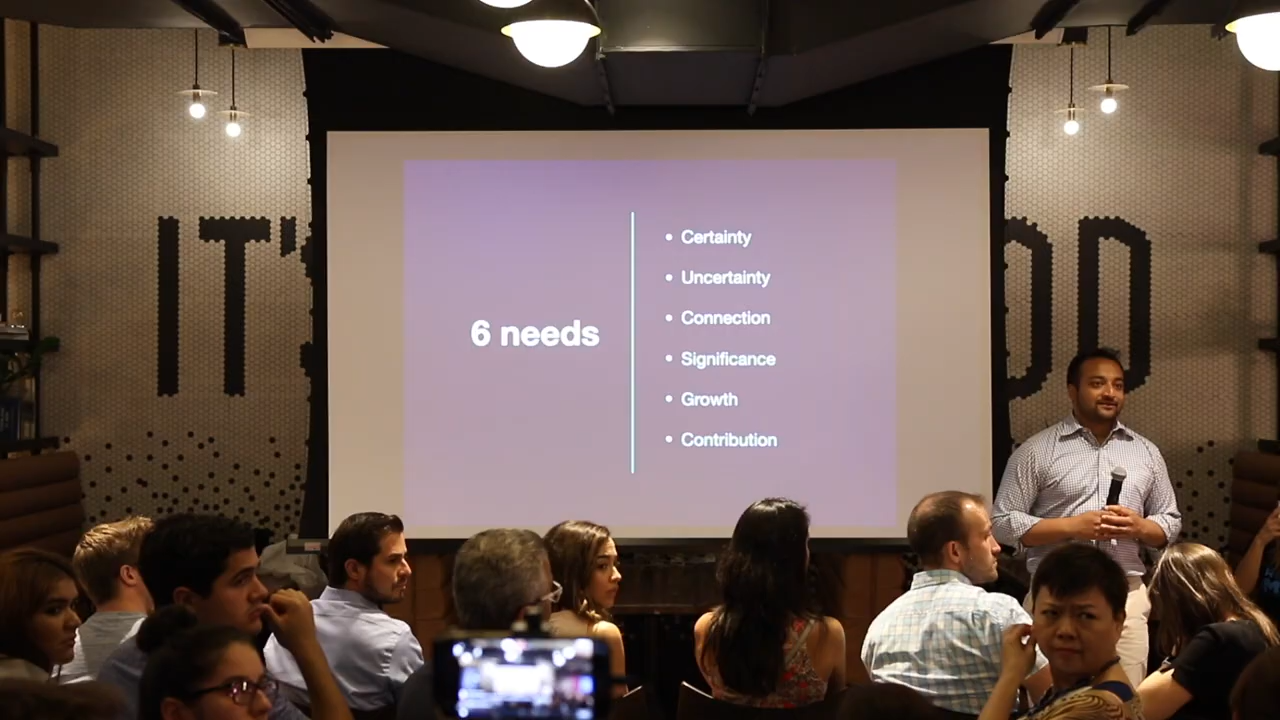 IT'S
OD
6 needs
• Certainty
• Uncertainty
• Connection
• Significance
• Growth
• Contribution